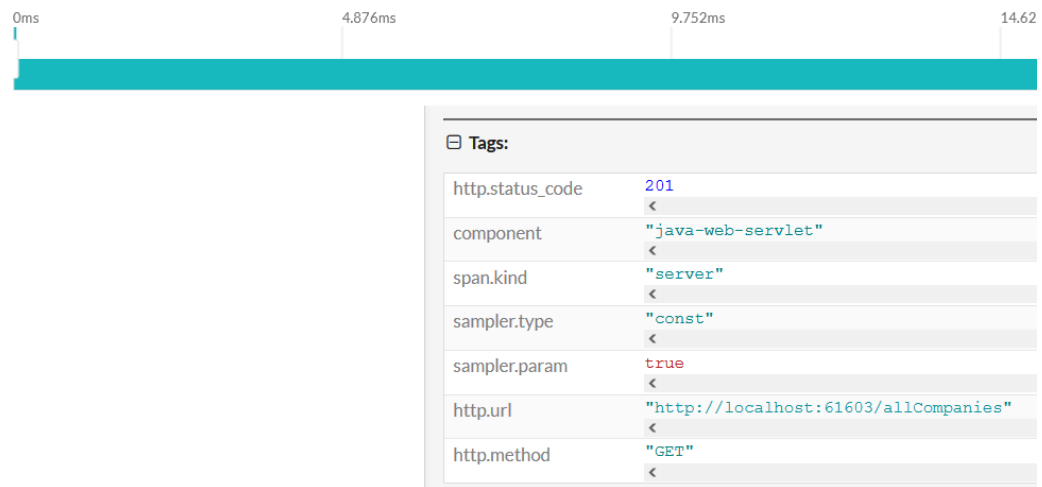 0ms 4.876ms 9.752ms 14.62
Tags:
http.status_code 201
component "java-web-servlet"
span.kind "server"
sampler.type "const"
sampler.param true
http.url "http://localhost:61603/allCompanies"
http.method "GET"